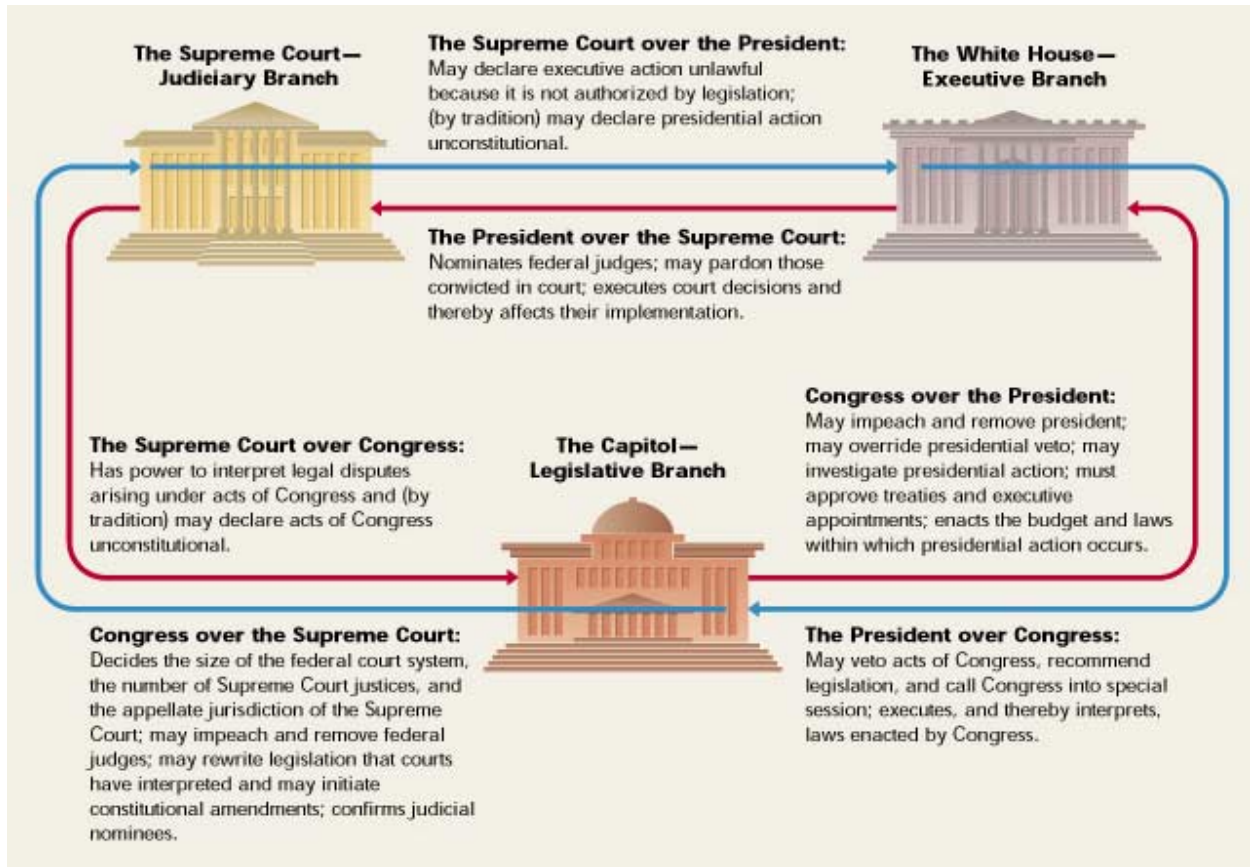 The Supreme Court—
Judiciary Branch
The Supreme Court over the President:
May declare executive action unlawful
because it is not authorized by legislation;
(by tradition) may declare presidential action
unconstitutional.
The White House—
Executive Branch
The President over the Supreme Court:
Nominates federal judges; may pardon those
convicted in court; executes court decisions and
thereby affects their implementation.
The Supreme Court over Congress:
Has power to interpret legal disputes
arising under acts of Congress and (by
tradition) may declare acts of Congress
unconstitutional.
The Capitol—
Legislative Branch
Congress over the President:
May impeach and remove president;
may override presidential veto; may
investigate presidential action; must
approve treaties and executive
appointments; enacts the budget and laws
within which presidential action occurs.
Congress over the Supreme Court:
Decides the size of the federal court system,
the number of Supreme Court justices, and
the appellate jurisdiction of the Supreme
Court; may impeach and remove federal
judges; may rewrite legislation that courts
have interpreted and may initiate
constitutional amendments; confirms judicial
nominees.
The President over Congress:
May veto acts of Congress, recommend
legislation, and call Congress into special
session; executes, and thereby interprets,
laws enacted by Congress.